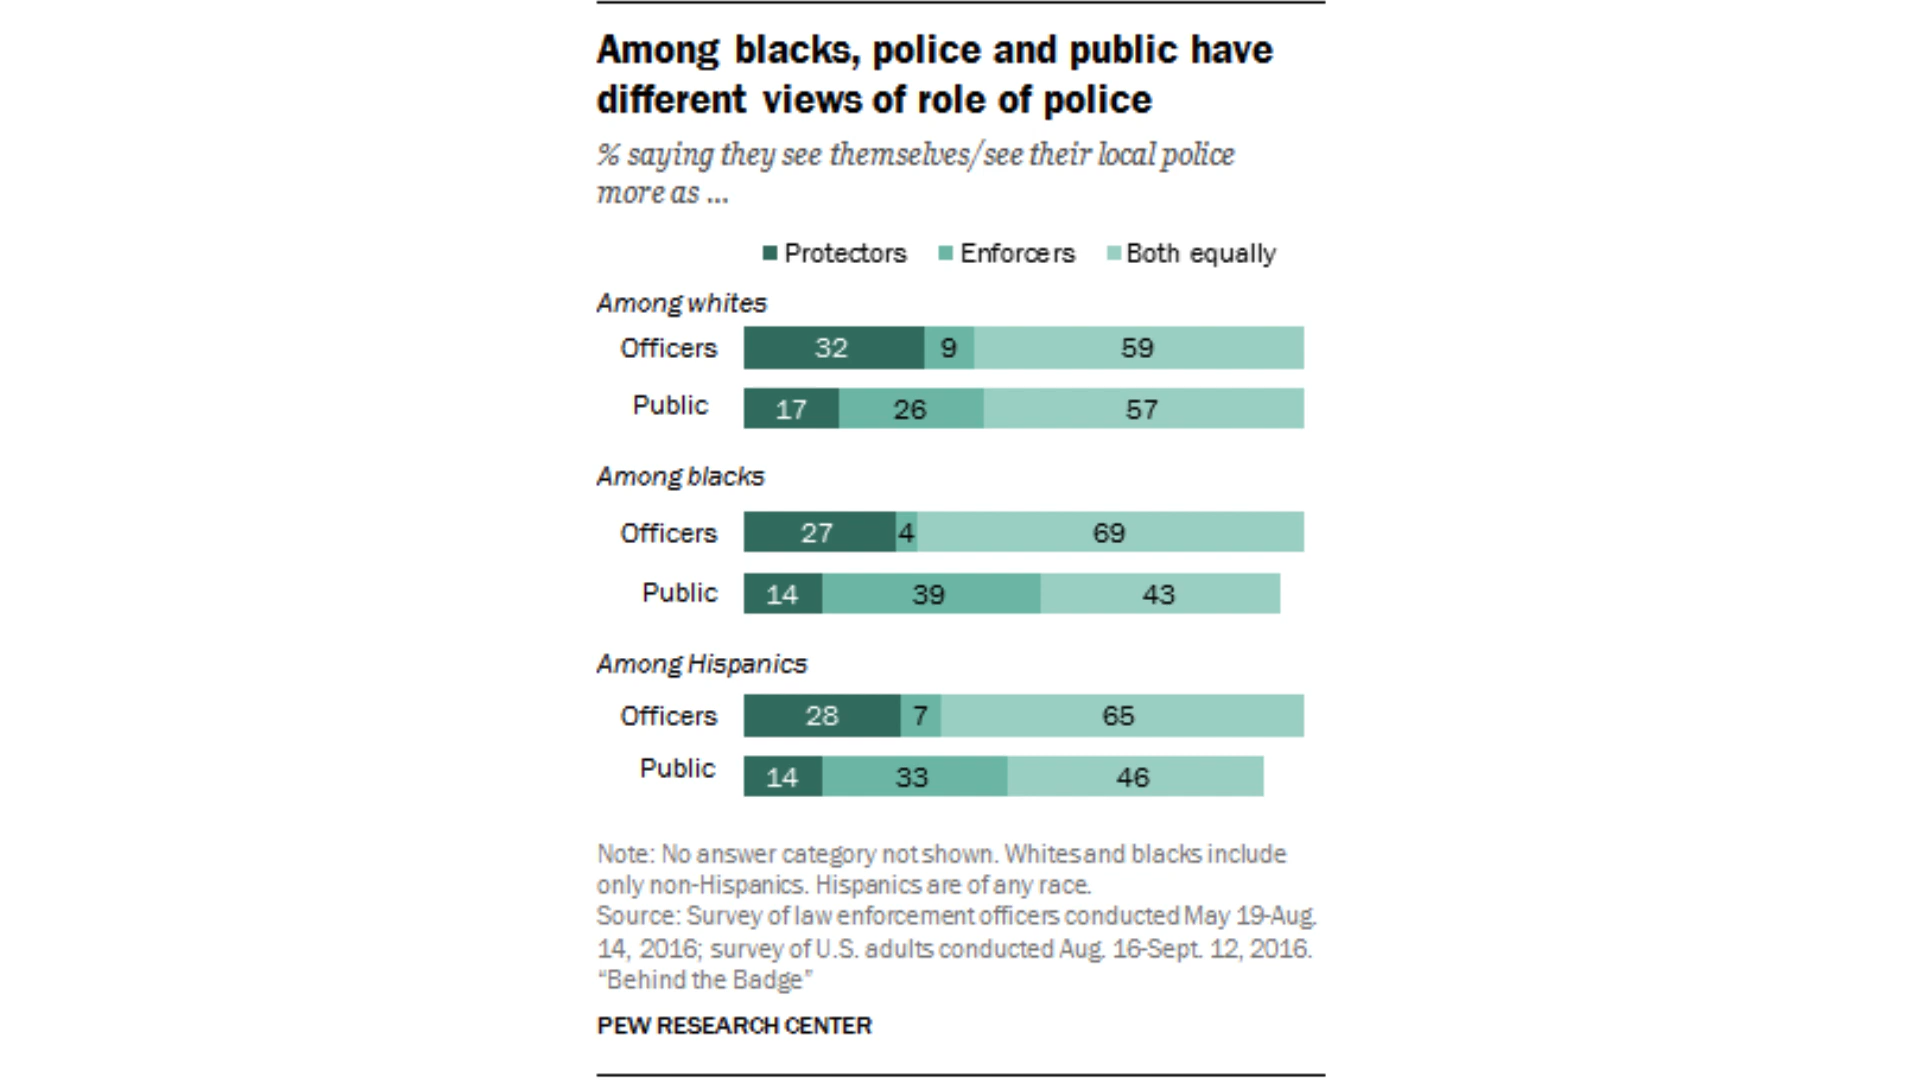 Among blacks, police and public have
different views of role of police
% saying they see themselves/see their local police
more as ...
Protectors Enforcers Both equally
Among whites
Officers 32 9 59
Public 17 26 57
Among blacks
Officers 27 4 69
Public 14 39 43
Among Hispanics
Officers 28 7 65
Public 14 33 46
Note: No answer category not shown. Whites and blacks include
only non-Hispanics. Hispanics are of any race.
Source: Survey of law enforcement officers conducted May 19-Aug.
14, 2016; survey of U.S. adults conducted Aug. 16-Sept. 12, 2016.
“Behind the Badge”
PEW RESEARCH CENTER